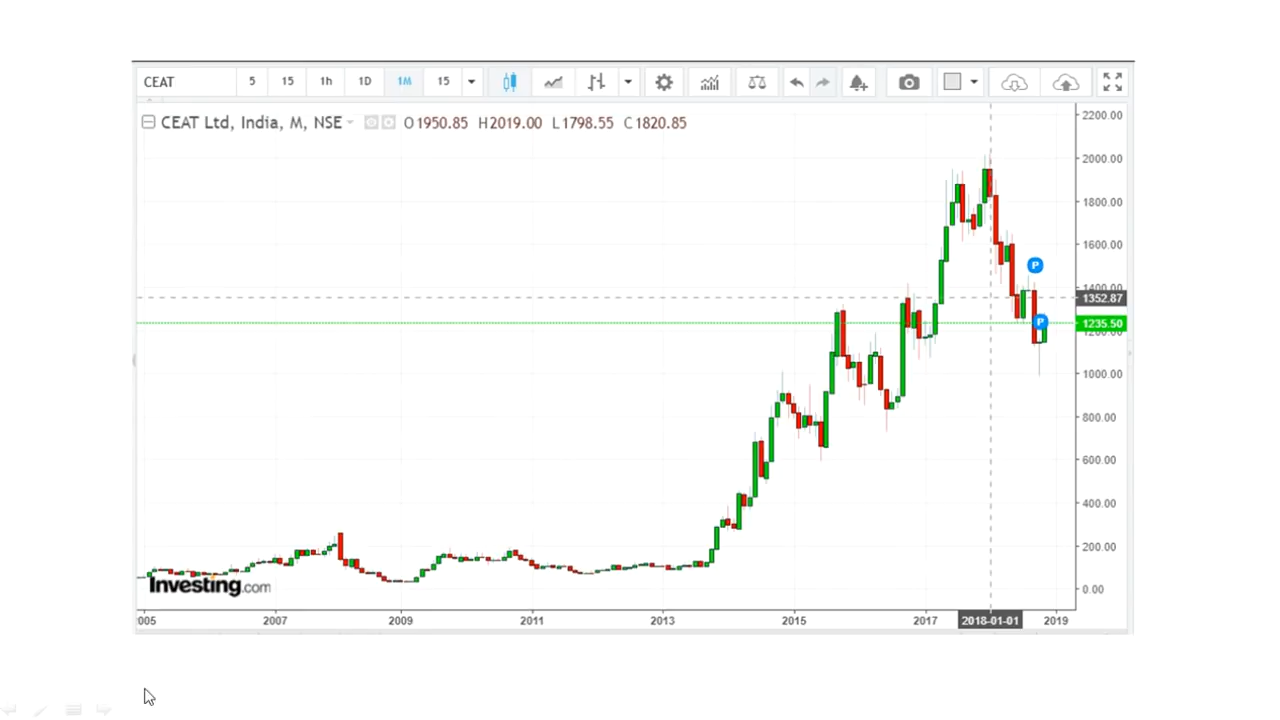 CEAT 5 15 1h 1D 1M 15
CEAT Ltd, India, M, NSE O1950.85 H2019.00 L1798.55 C1820.85
2200.00
2000.00
1800.00
1600.00
1400.00
1352.87
1235.50
1200.00
1000.00
800.00
600.00
400.00
200.00
0.00
P
P
Investing.com
005 2007 2009 2011 2013 2015 2017 2018-01-01 2019